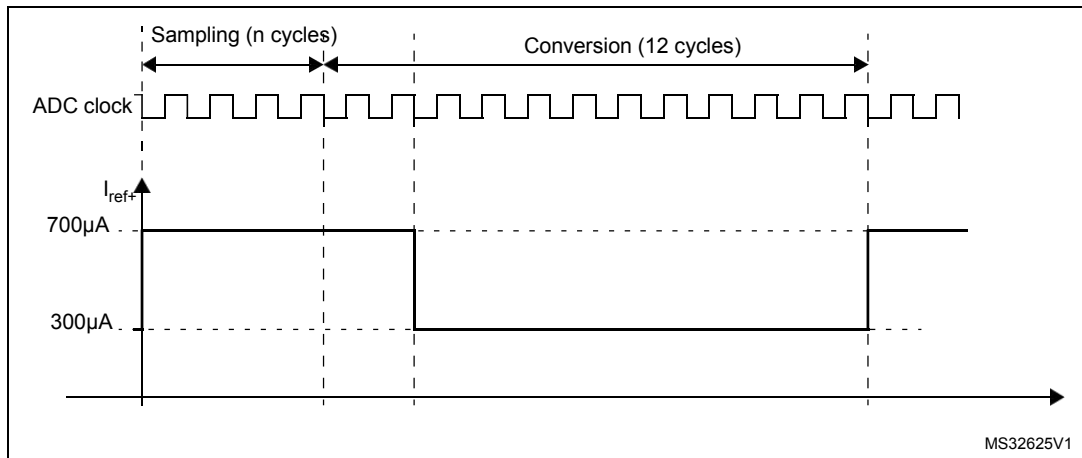 Sampling (n cycles)
Conversion (12 cycles)
ADC clock
Iref+
700µA
300µA
MS32625V1